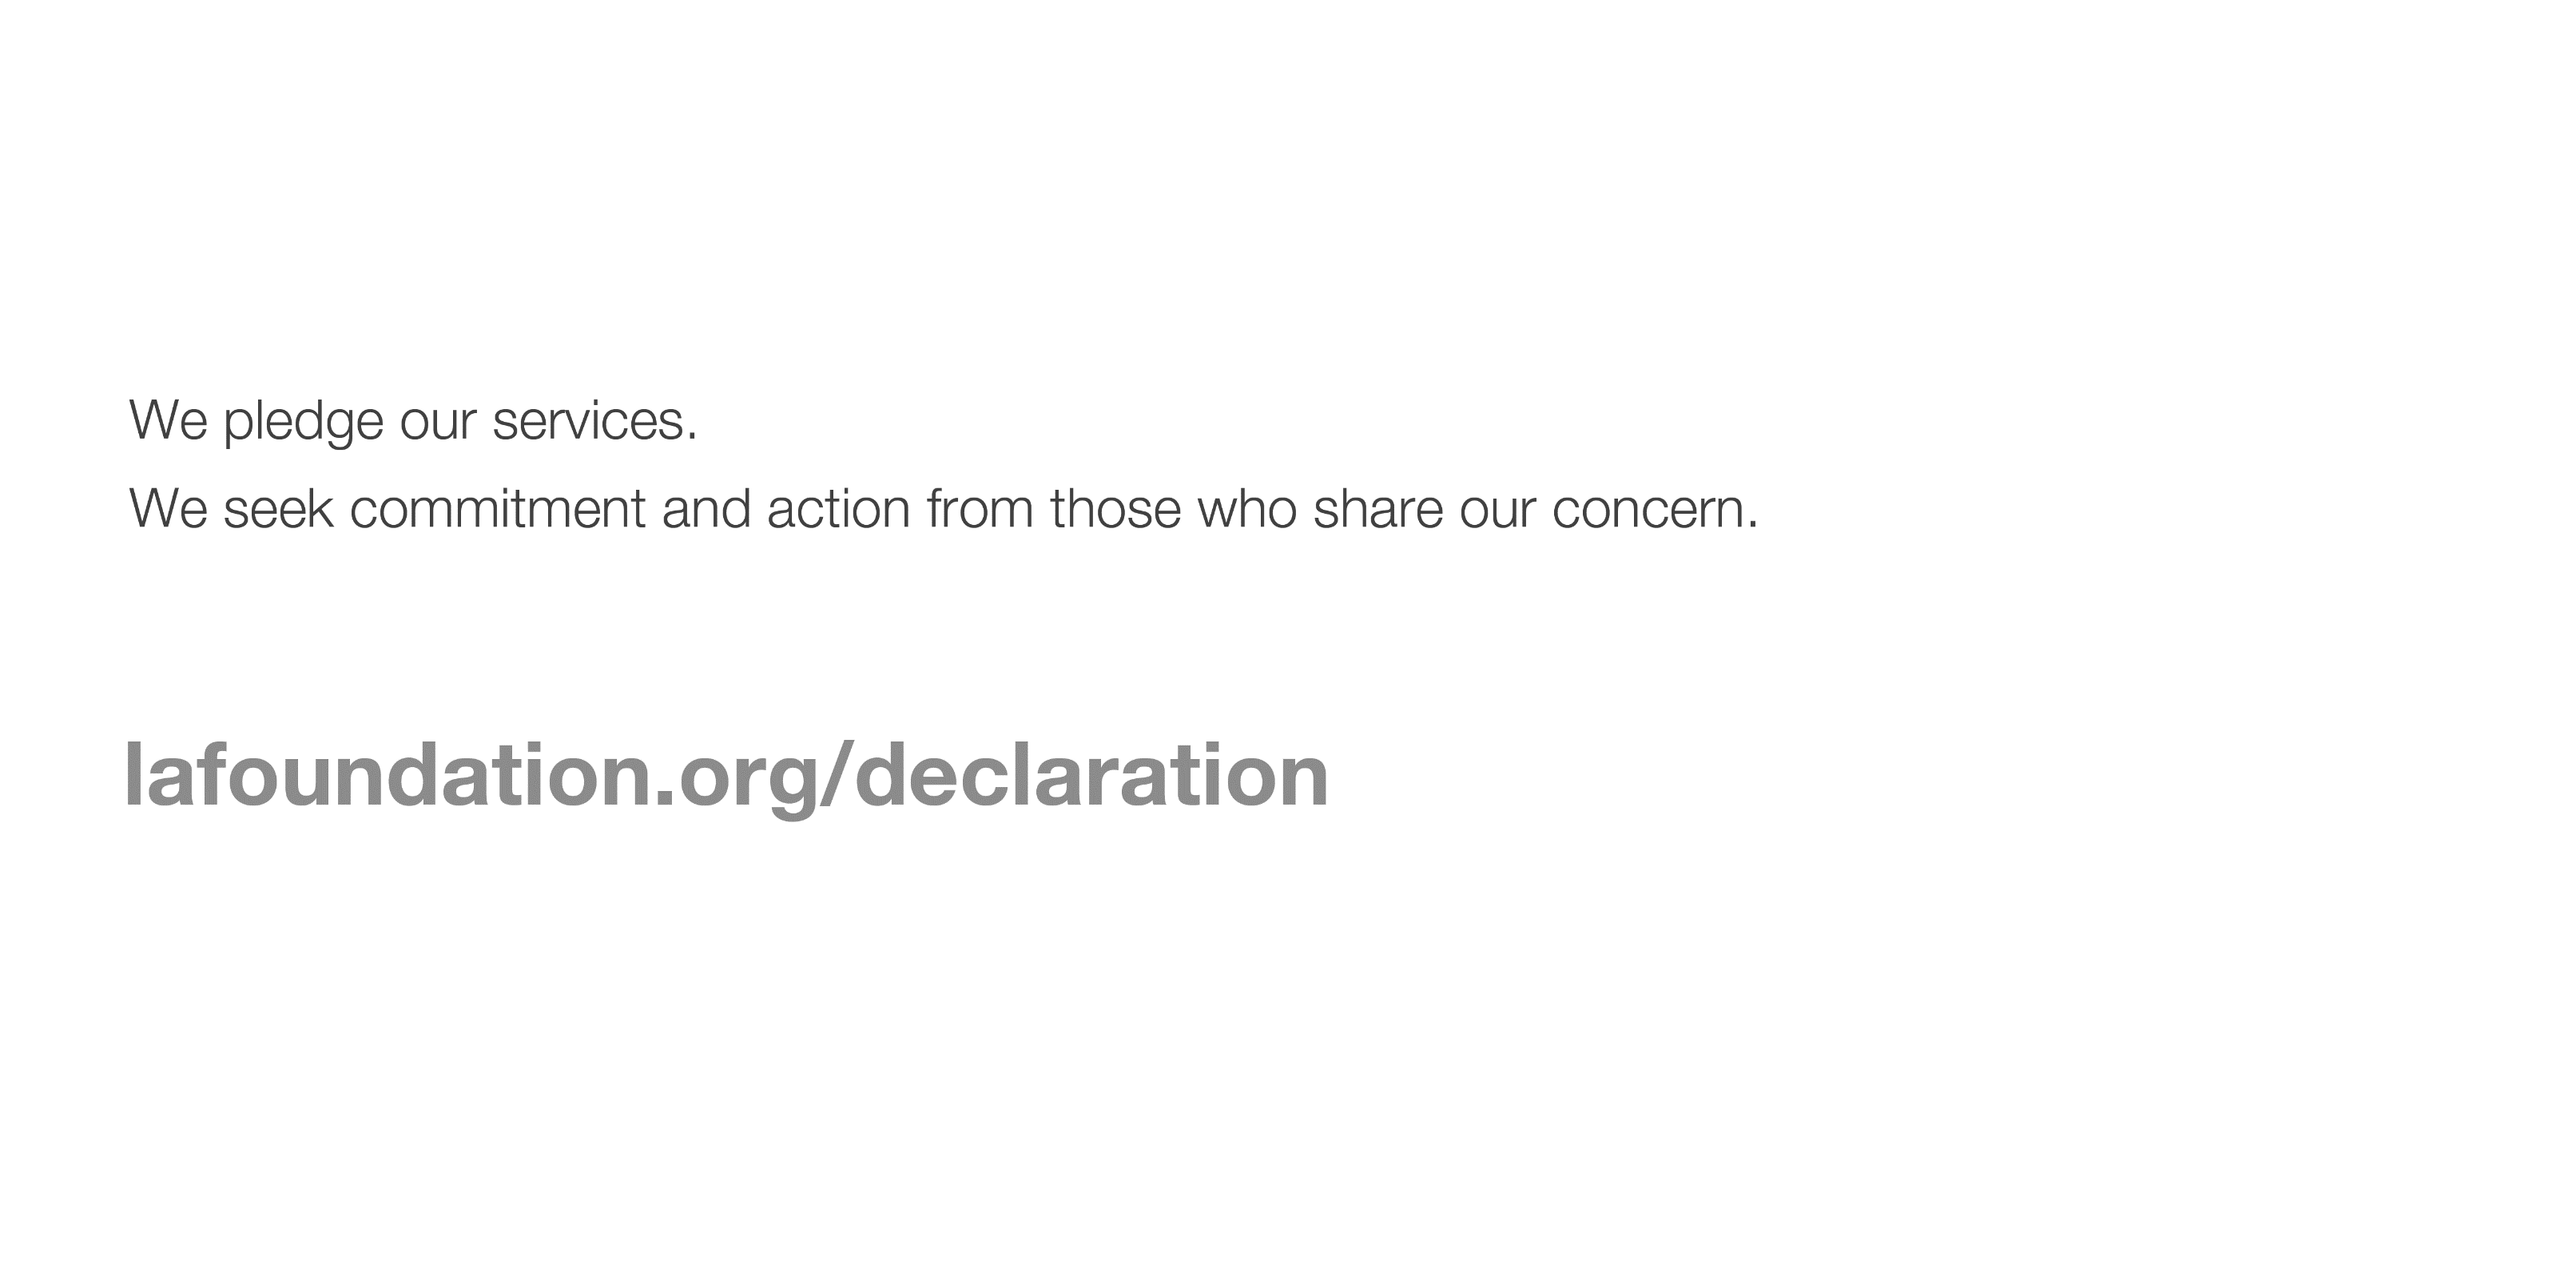 We pledge our services.
We seek commitment and action from those who share our concern.
lafoundation.org/declaration